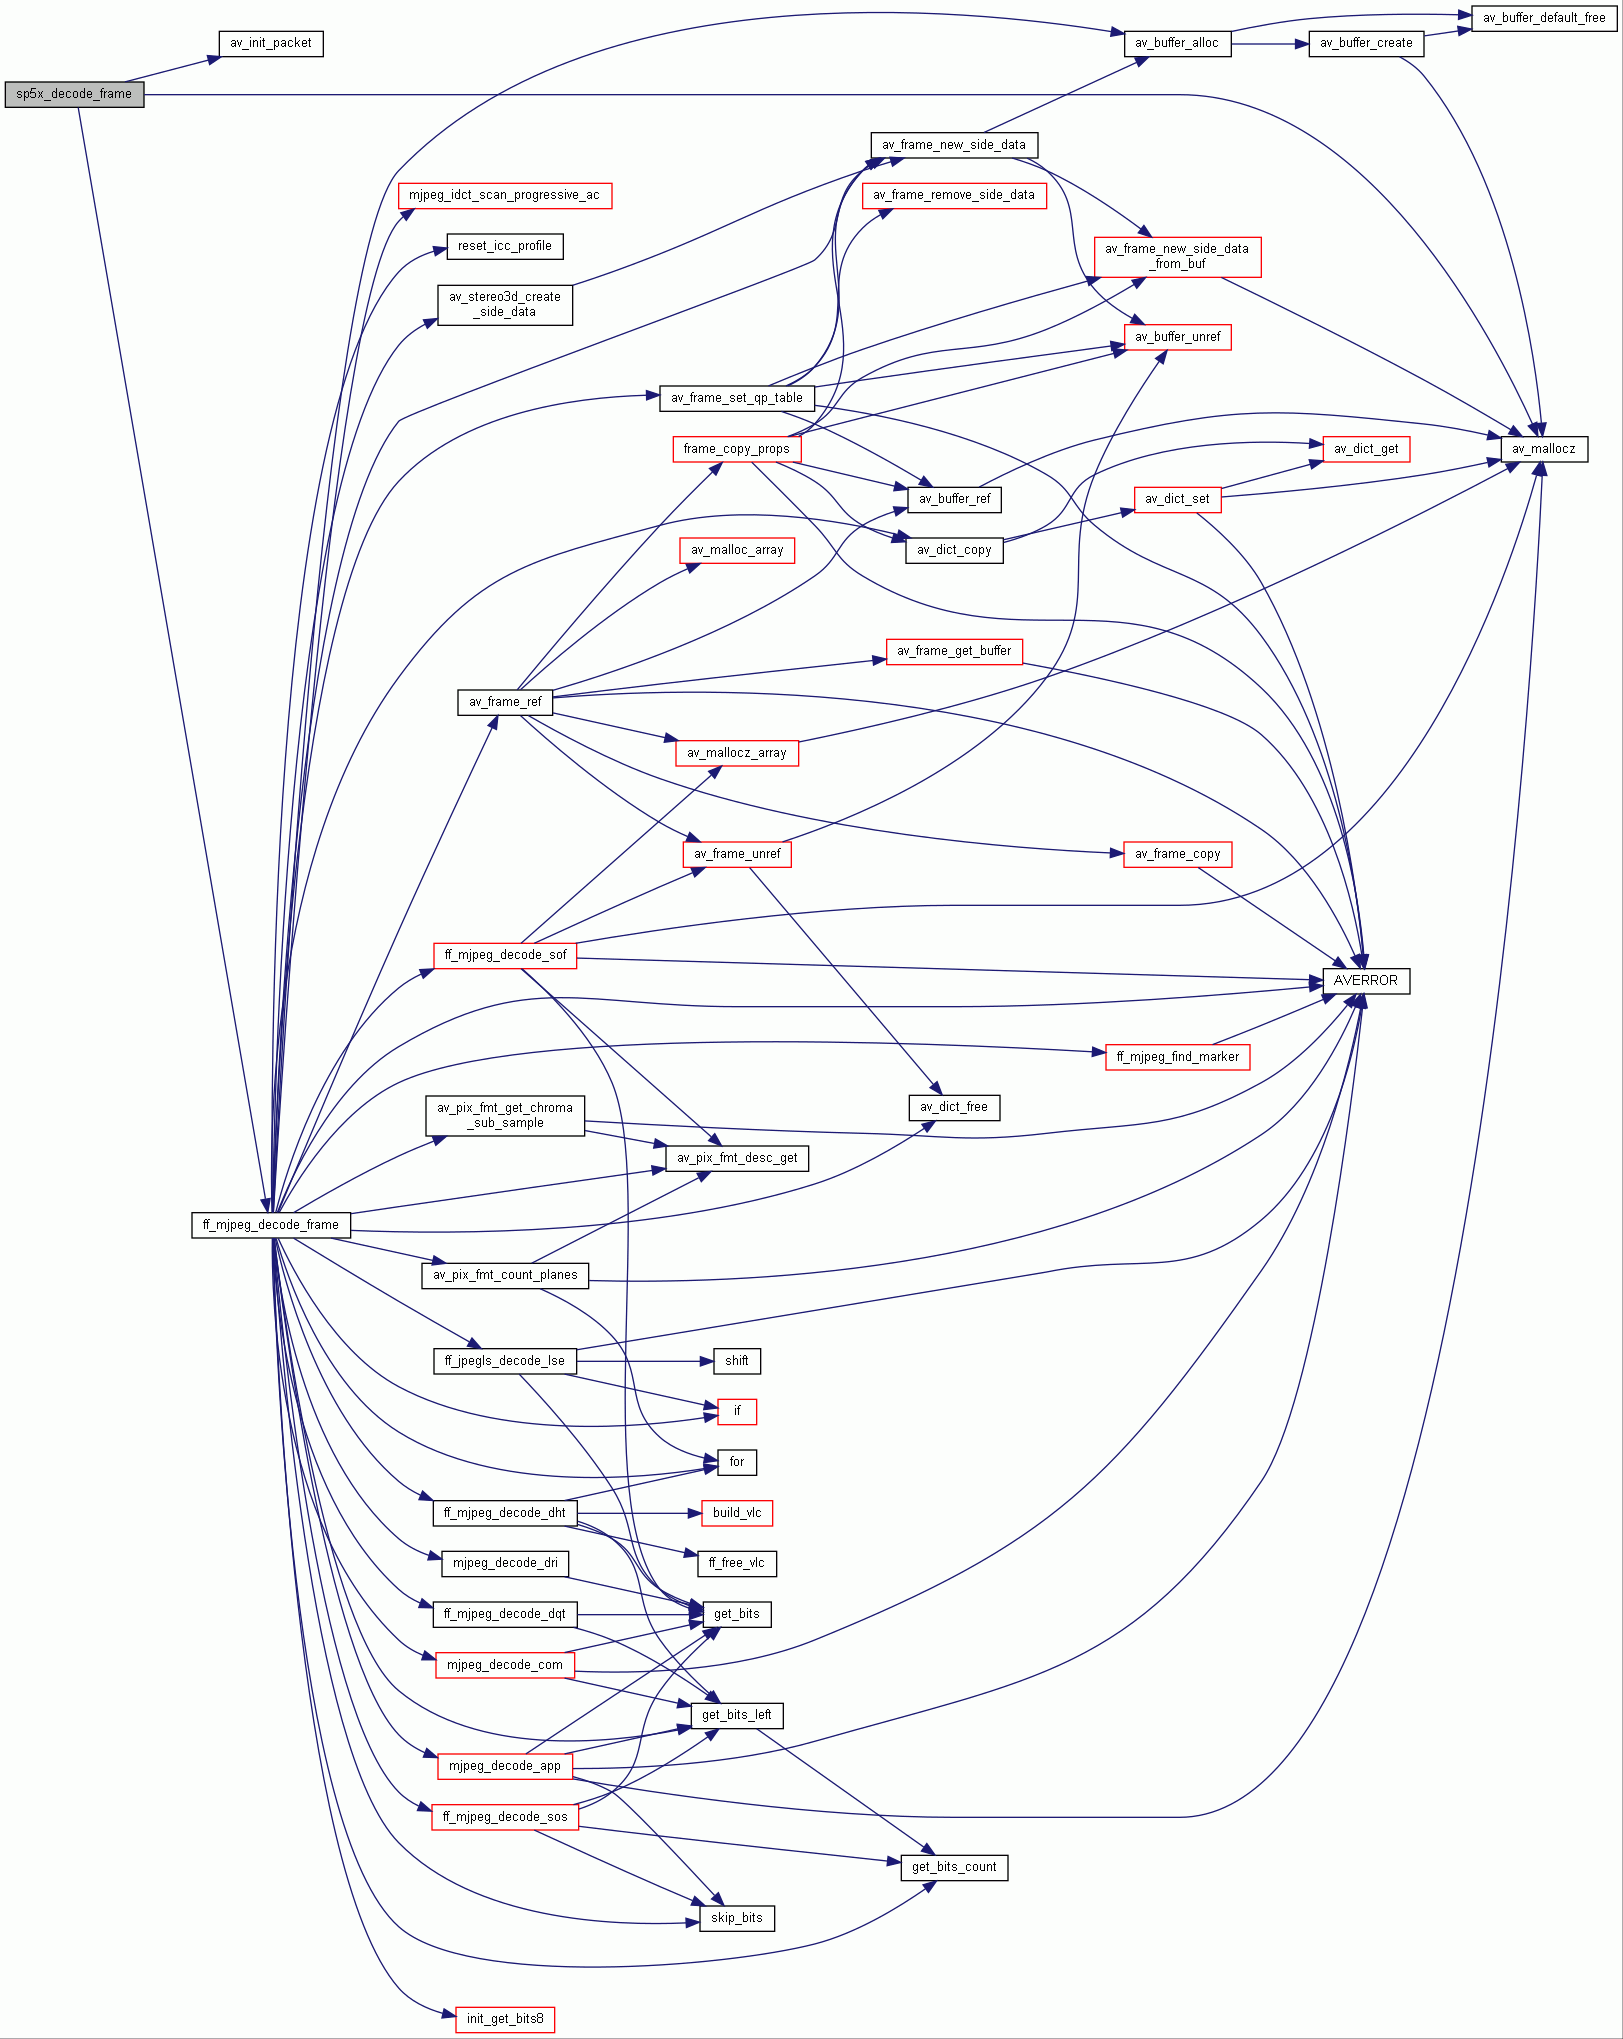 av_buffer_default_free
av_init_packet
av_buffer_alloc
av_buffer_create
sp5x_decode_frame
av_frame_new_side_data
mjpeg_idct_scan_progressive_ac
av_frame_remove_side_data
reset_icc_profile
av_frame_new_side_data
_from_buf
av_stereo3d_create
_side_data
av_buffer_unref
av_frame_set_qp_table
frame_copy_props
av_dict_get
av_mallocz
av_buffer_ref
av_dict_set
av_malloc_array
av_dict_copy
av_frame_get_buffer
av_frame_ref
av_mallocz_array
av_frame_unref
av_frame_copy
ff_mjpeg_decode_sof
AVERROR
ff_mjpeg_find_marker
av_pix_fmt_get_chroma
_sub_sample
av_dict_free
av_pix_fmt_desc_get
ff_mjpeg_decode_frame
av_pix_fmt_count_planes
ff_jpegls_decode_lse
shift
if
for
ff_mjpeg_decode_dht
build_vlc
mjpeg_decode_dri
ff_free_vlc
ff_mjpeg_decode_dqt
get_bits
mjpeg_decode_com
get_bits_left
mjpeg_decode_app
ff_mjpeg_decode_sos
get_bits_count
skip_bits
init_get_bits8